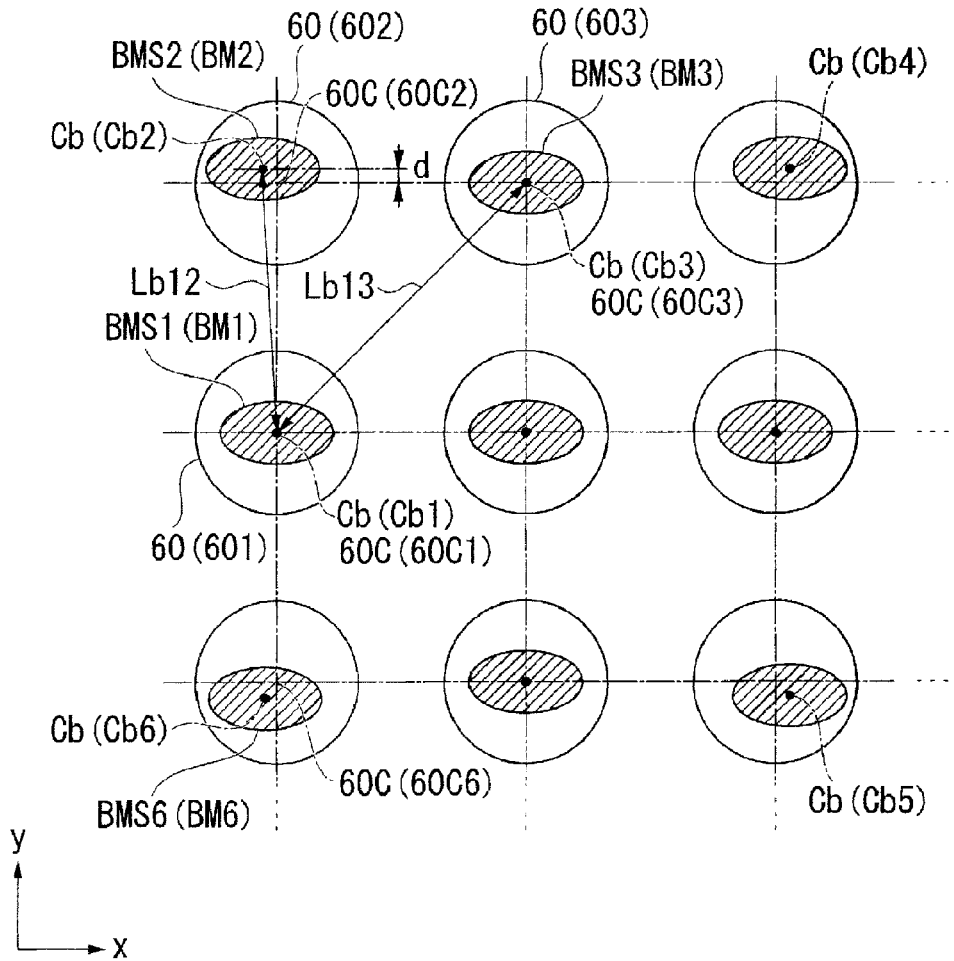 60 (602)
60 (603)
BMS2 (BM2)
BMS3 (BM3)
60C (60C2)
Cb (Cb4)
Cb (Cb2)
d
Lb12
Lb13
Cb (Cb3)
60C (60C3)
BMS1 (BM1)
Cb (Cb1)
60 (601)
60C (60C1)
Cb (Cb6)
60C (60C6)
Cb (Cb5)
BMS6 (BM6)
y
x